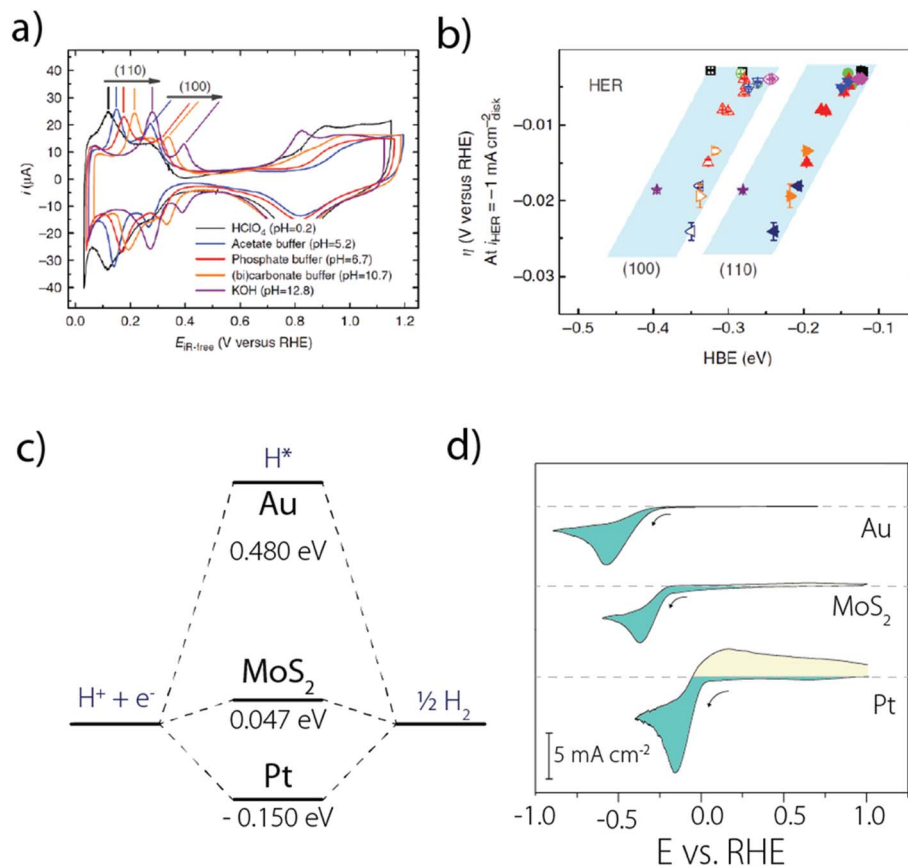 a)
50
40
30
20
10
0
−10
−20
−30
−40
i (µA)
(110)
(100)
HClO4 (pH=0.2)
Acetate buffer (pH=5.2)
Phosphate buffer (pH=6.7)
(bi)carbonate buffer (pH=10.7)
KOH (pH=12.8)
0.0 0.2 0.4 0.6 0.8 1.0 1.2
EiR-free (V versus RHE)
b)
HER
0.00
−0.01
−0.02
−0.03
η (V versus RHE)
At iHER = −1 mA cm−2disk
(100)
(110)
−0.5 −0.4 −0.3 −0.2 −0.1
HBE (eV)
c)
H*
Au
0.480 eV
MoS2
H+ + e-
0.047 eV
½ H2
Pt
- 0.150 eV
d)
Au
MoS2
Pt
5 mA cm-2
-1.0 -0.5 0.0 0.5 1.0
E vs. RHE